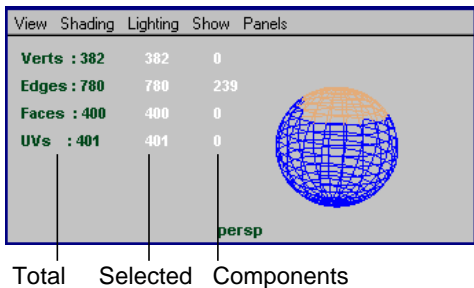 View Shading Lighting Show Panels
Verts : 382 382 0
Edges : 780 780 239
Faces : 400 400 0
UVs : 401 401 0
persp
Total Selected Components